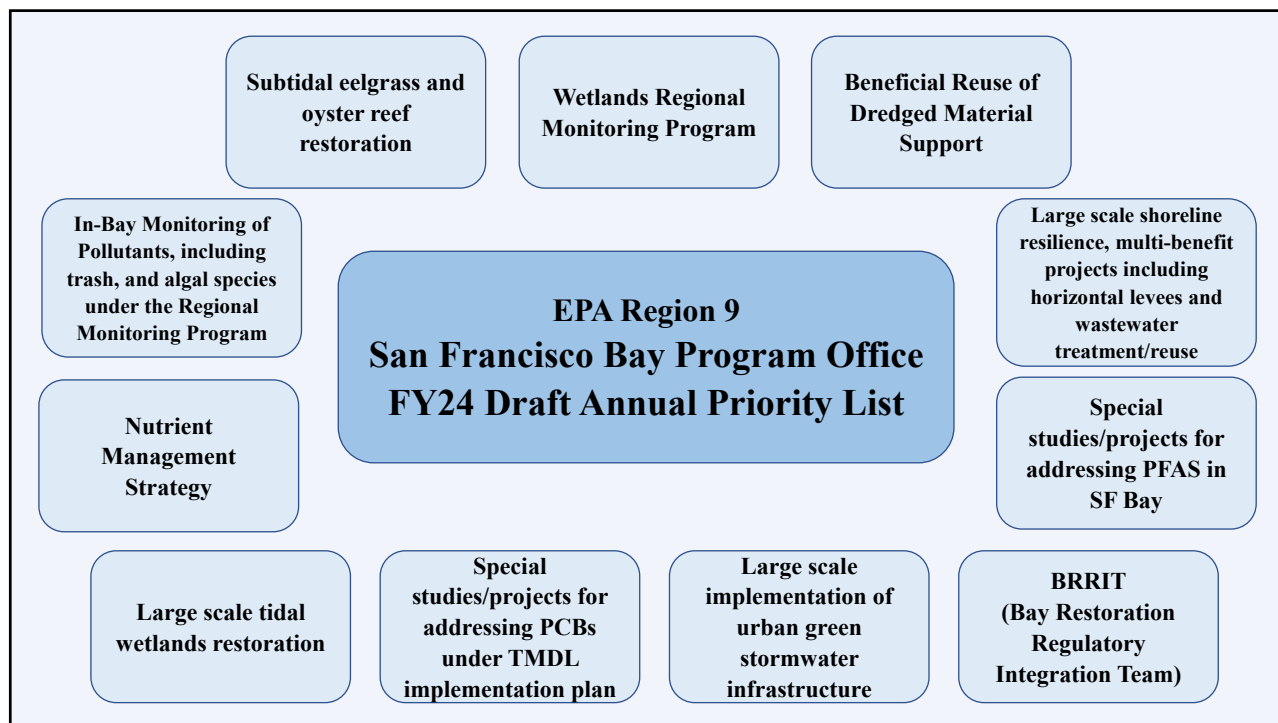 Subtidal eelgrass and
oyster reef
restoration
Wetlands Regional
Monitoring Program
Beneficial Reuse of
Dredged Material
Support
In-Bay Monitoring of
Pollutants, including
trash, and algal species
under the Regional
Monitoring Program
Large scale shoreline
resilience, multi-benefit
projects including
horizontal levees and
wastewater
treatment/reuse
EPA Region 9
San Francisco Bay Program Office
FY24 Draft Annual Priority List
Nutrient
Management
Strategy
Special
studies/projects for
addressing PFAS in
SF Bay
Large scale tidal
wetlands restoration
Special
studies/projects for
addressing PCBs
under TMDL
implementation plan
Large scale
implementation of
urban green
stormwater
infrastructure
BRRIT
(Bay Restoration
Regulatory
Integration Team)